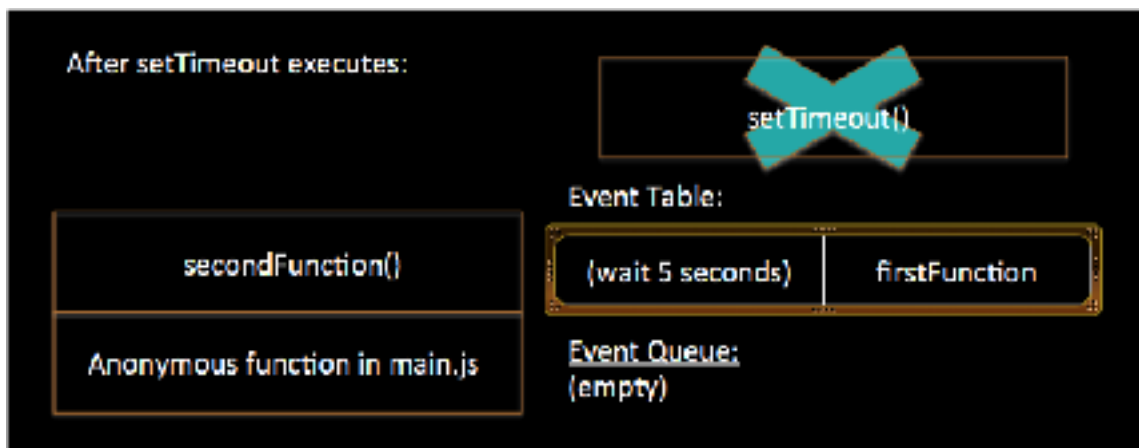 After setTimeout executes:
setTimeout()
Event Table:
secondFunction()
(wait 5 seconds)
firstFunction
Anonymous function in main.js
Event Queue:
(empty)